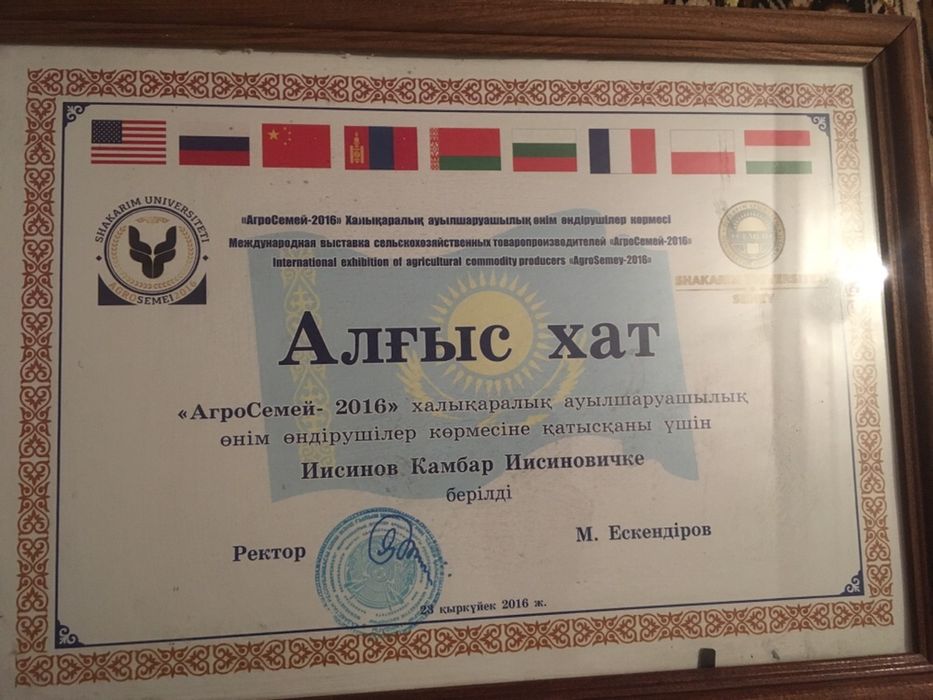 SHAKARIM UNIVERSITETI
AGROSEMEI2016
«АгроСемей-2016» Халықаралық ауылшаруашылық өнім өндірушілер көрмесі
Международная выставка сельскохозяйственных товаропроизводителей «АгроСемей-2016»
International exhibition of agricultural commodity producers «AgroSemey-2016»
SHAKARIM UNIVERSITETI
SEMEY
Алғыс хат
«АгроСемей- 2016» халықаралық ауылшаруашылық
өнім өндірушілер көрмесіне қатысқаны үшін
Иисинов Камбар Иисиновичке
берілді
Ректор
М. Ескендіров
23 қыркүйек 2016 ж.